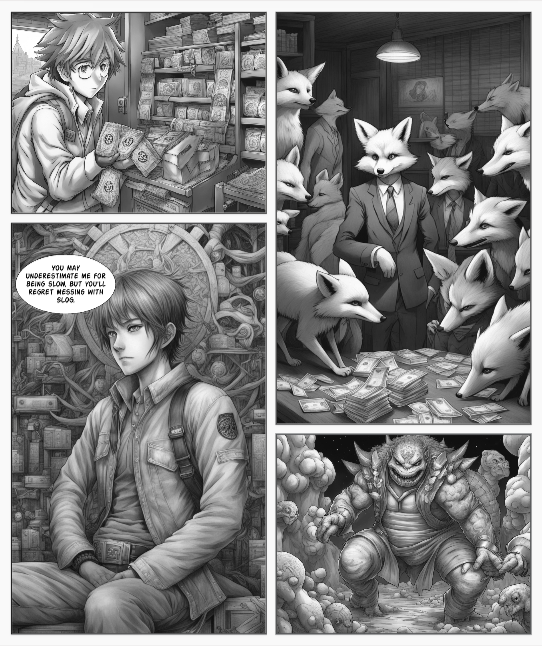 YOU MAY
UNDERESTIMATE ME FOR
BEING SLOW, BUT YOU'LL
REGRET MESSING WITH
SLOG.